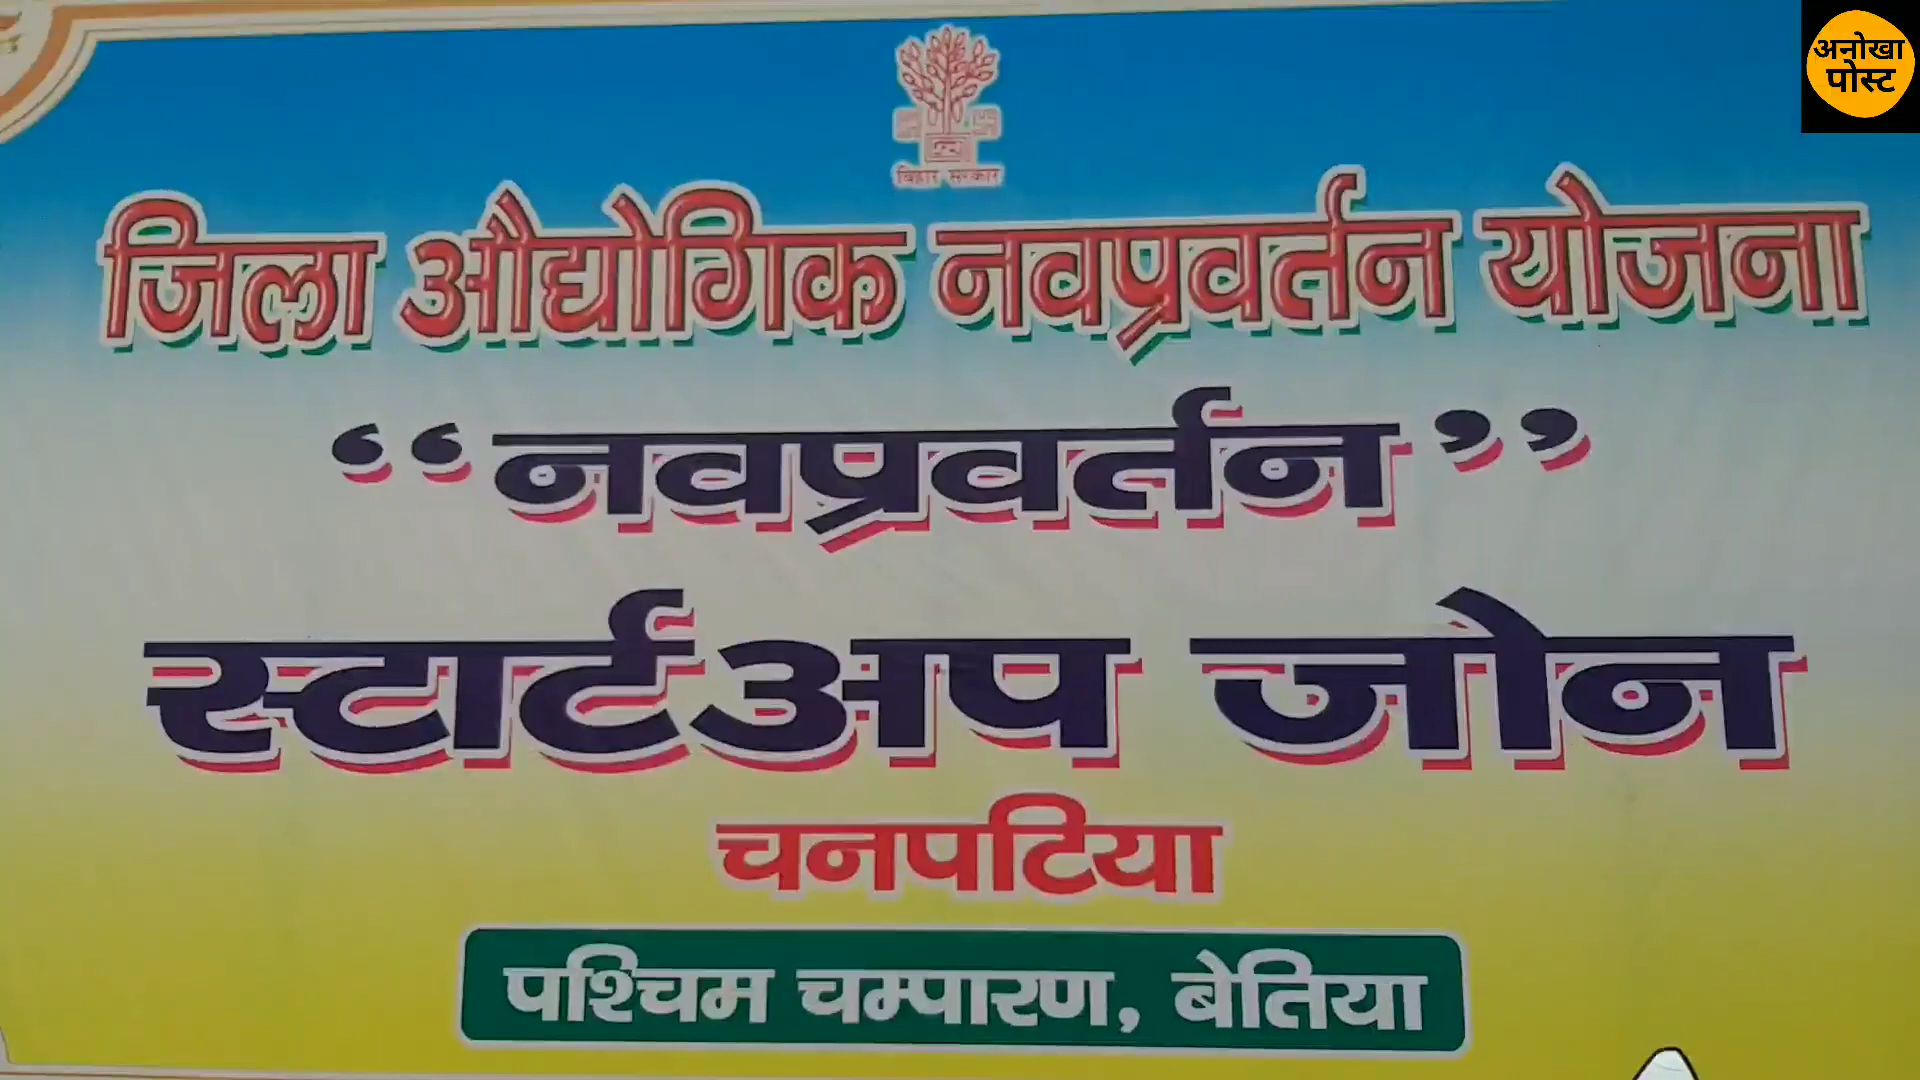 अनोखा
पोस्ट
बिहार सरकार
जिला औद्योगिक नवप्रवर्तन योजना
“नवप्रवर्तन”
स्टार्टअप जोन
चनपटिया
पश्चिम चम्पारण, बेतिया